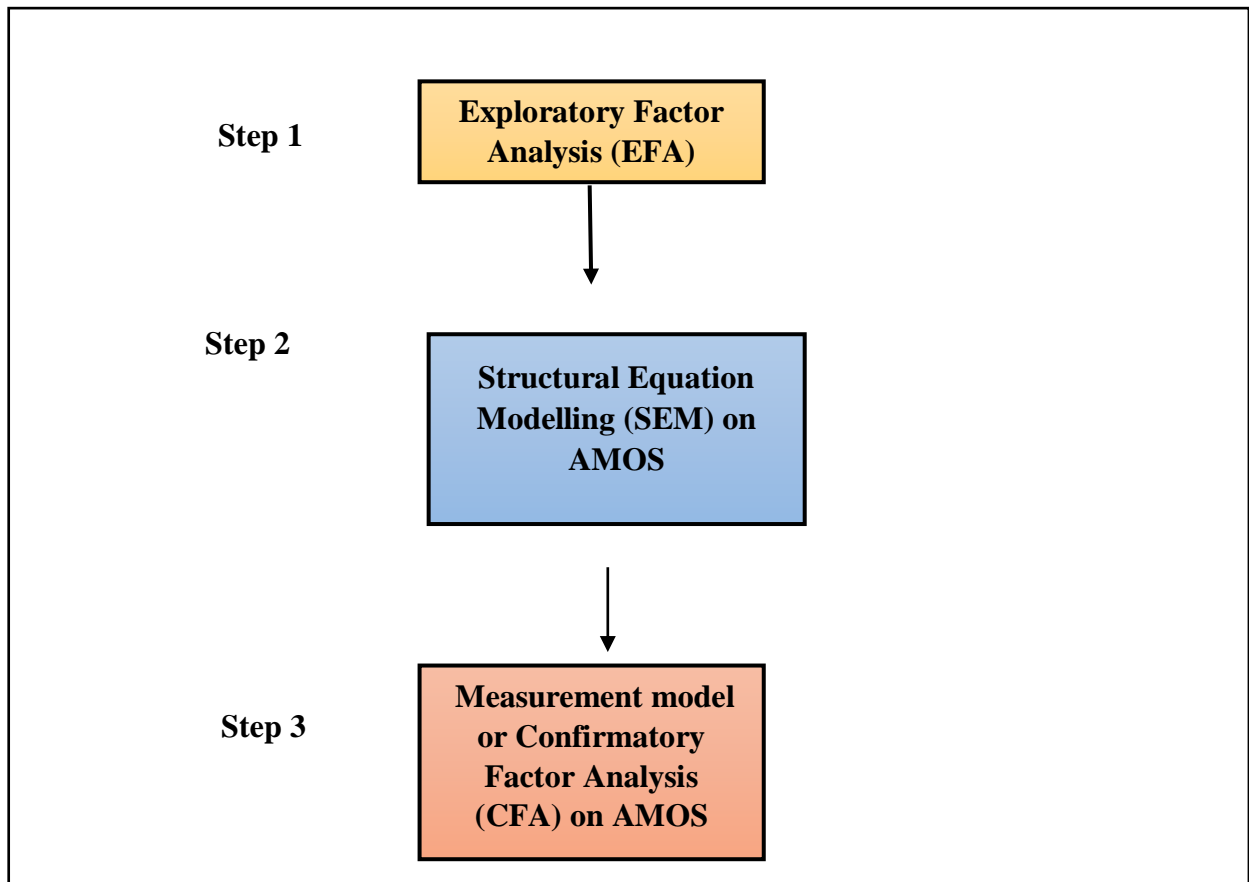 Step 1
Exploratory Factor
Analysis (EFA)
Step 2
Structural Equation
Modelling (SEM) on
AMOS
Step 3
Measurement model
or Confirmatory
Factor Analysis
(CFA) on AMOS